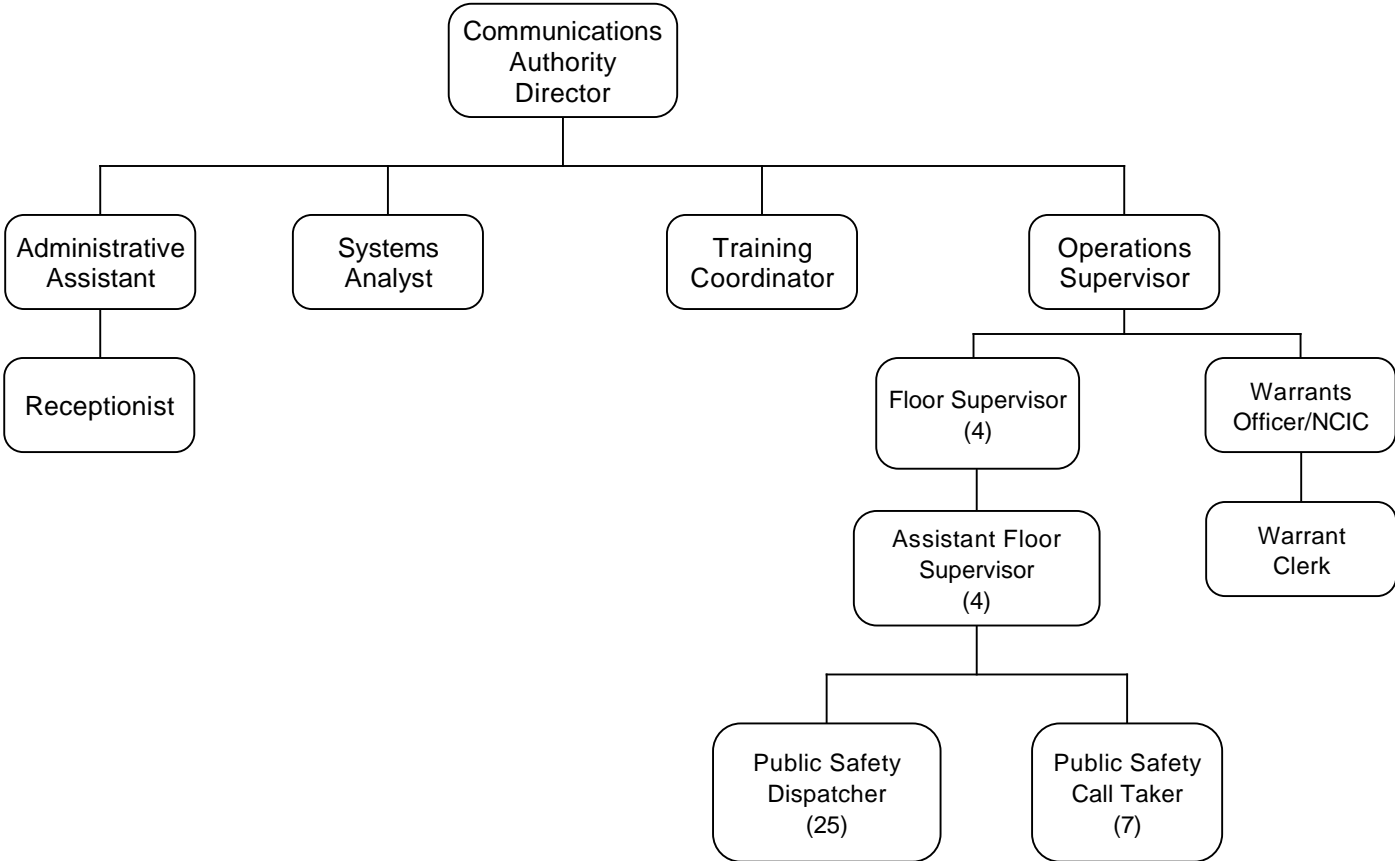 Communications
Authority
Director
Administrative
Assistant
Systems
Analyst
Training
Coordinator
Operations
Supervisor
Receptionist
Floor Supervisor
(4)
Warrants
Officer/NCIC
Assistant Floor
Supervisor
(4)
Warrant
Clerk
Public Safety
Dispatcher
(25)
Public Safety
Call Taker
(7)